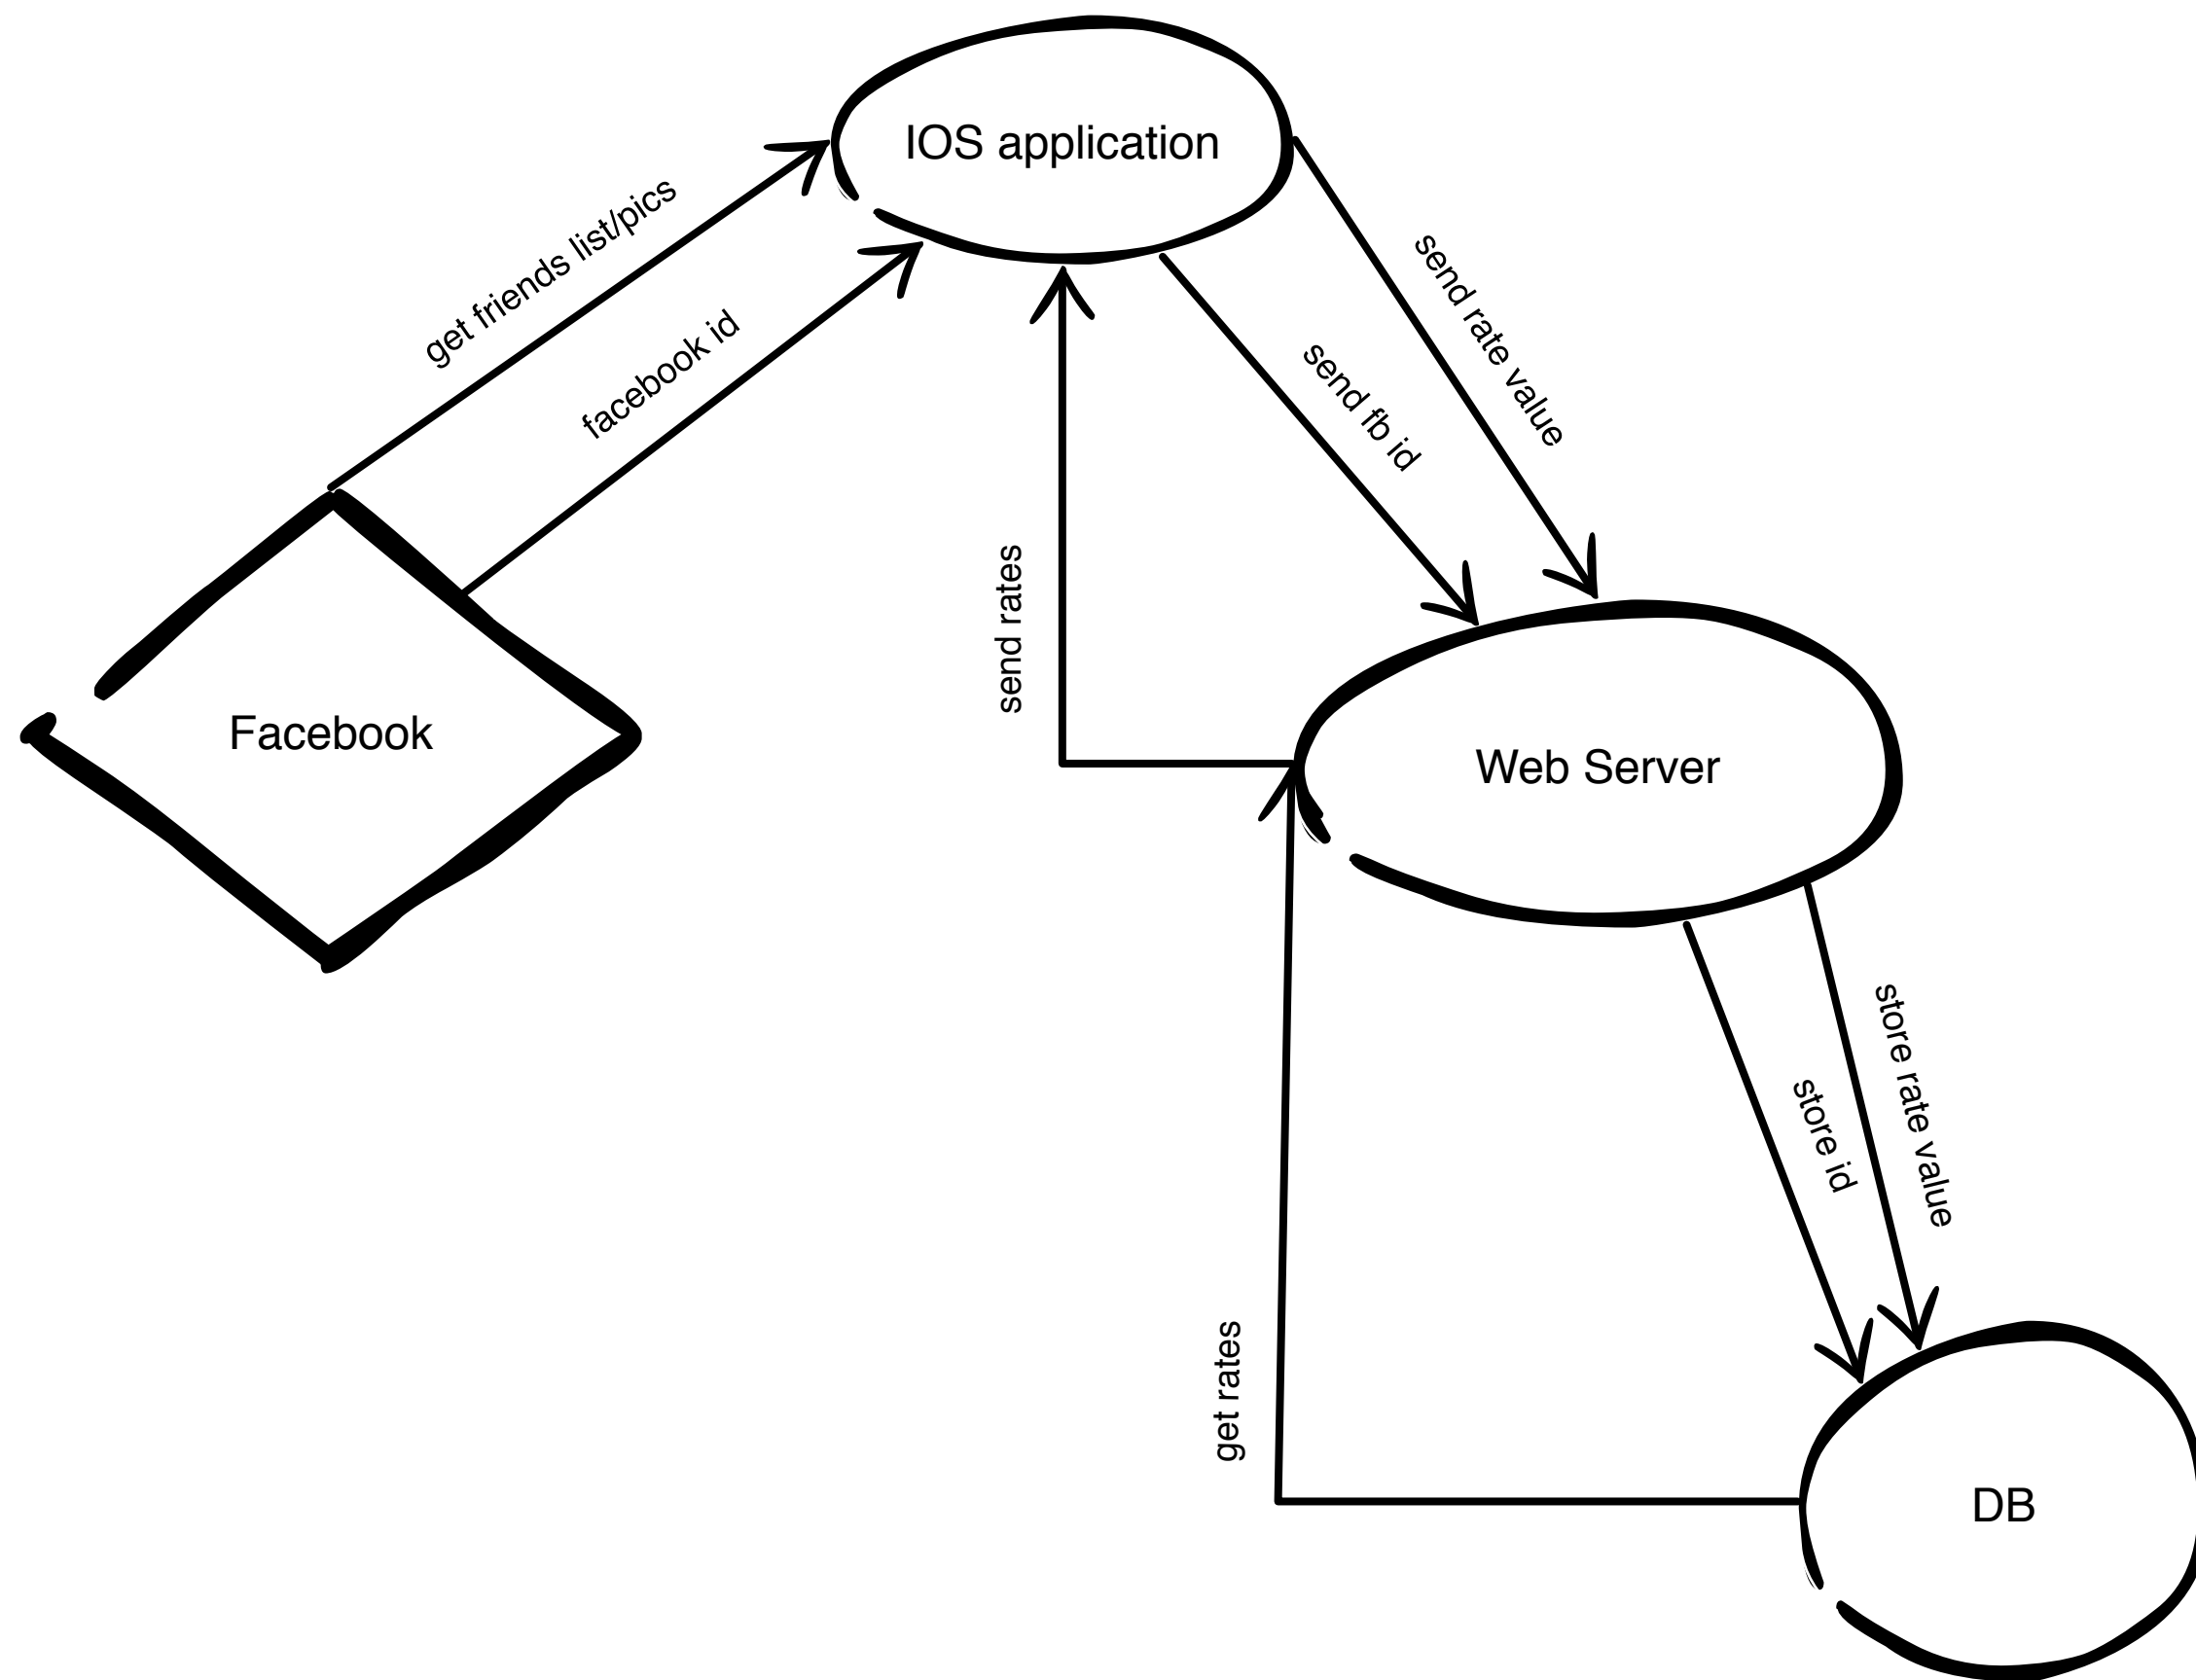 IOS application
get friends list/pics
facebook id
send rate value
send fb id
send rates
Facebook
Web Server
store rate value
store id
get rates
DB